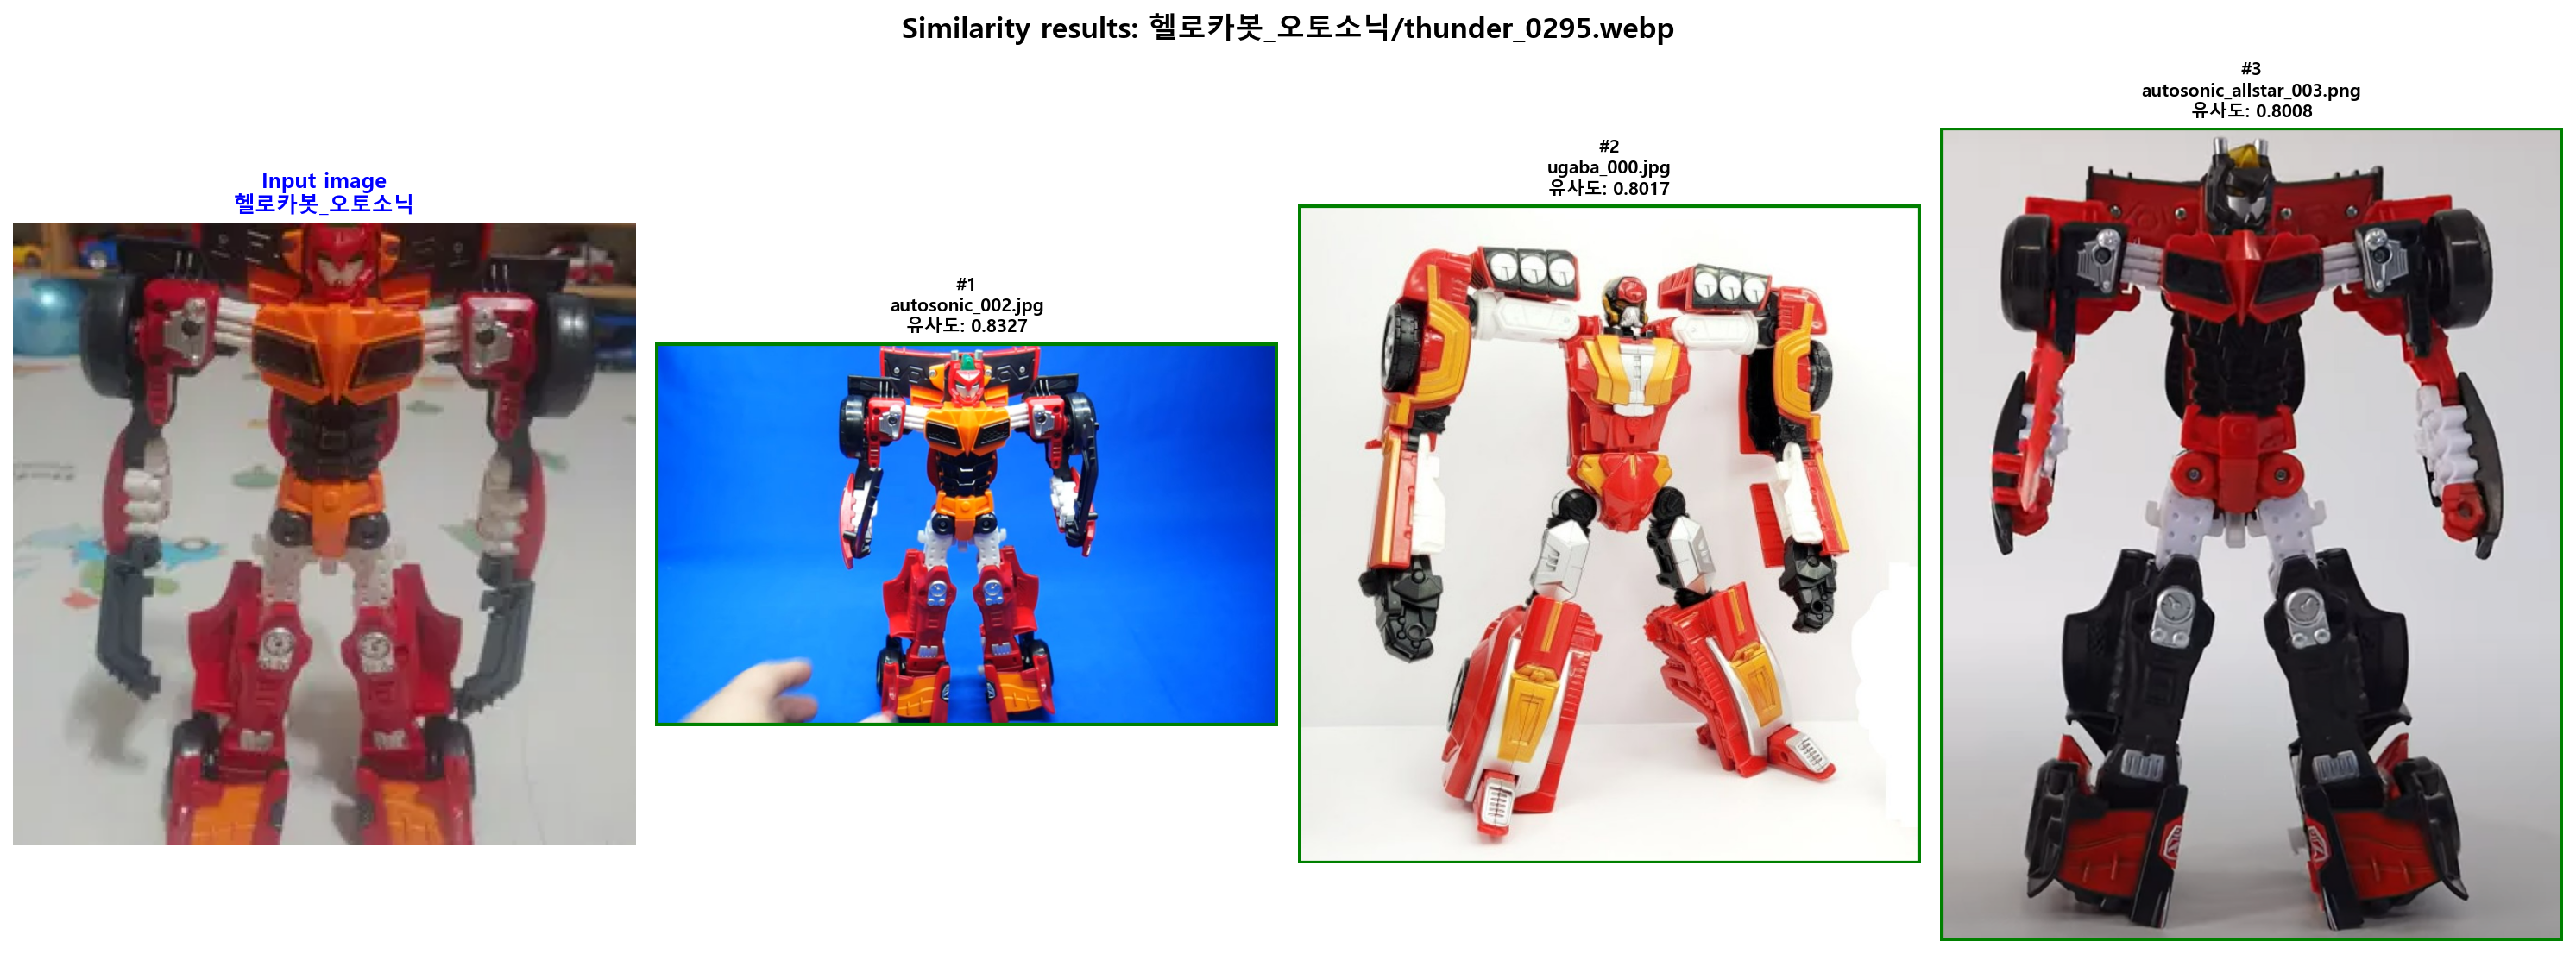 Similarity results: 헬로카봇_오토소닉/thunder_0295.webp
Input image
헬로카봇_오토소닉
#1
autosonic_002.jpg
유사도: 0.8327
#2
ugaba_000.jpg
유사도: 0.8017
#3
autosonic_allstar_003.png
유사도: 0.8008